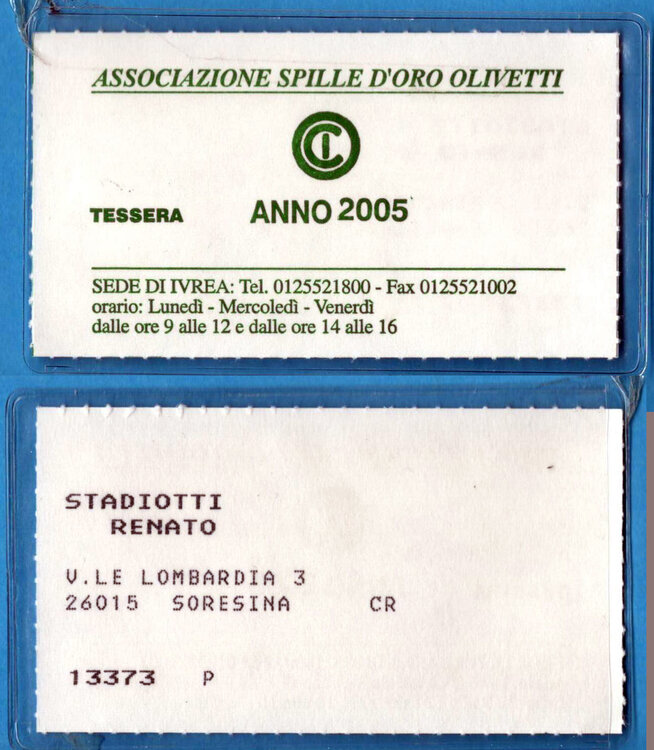 ASSOCIAZIONE SPILLE D'ORO OLIVETTI
CI
TESSERA ANNO 2005
SEDE DI IVREA: Tel. 0125521800 - Fax 0125521002
orario: Lunedì - Mercoledì - Venerdì
dalle ore 9 alle 12 e dalle ore 14 alle 16
STADIOTTI
RENATO
V.LE LOMBARDIA 3
26015 SORESINA CR
13373 P